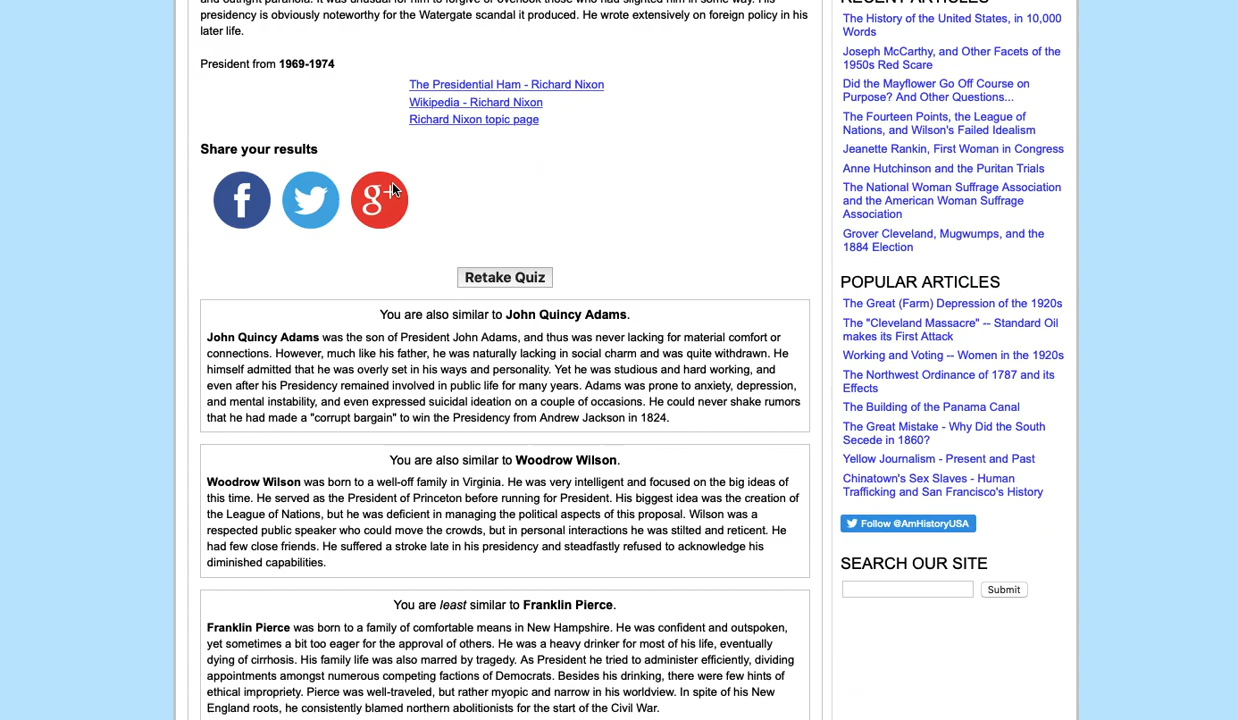 presidency is obviously noteworthy for the Watergate scandal it produced. He wrote extensively on foreign policy in his
later life.
President from 1969-1974
The Presidential Ham - Richard Nixon
Wikipedia - Richard Nixon
Richard Nixon topic page
Share your results
f
g+
Retake Quiz
You are also similar to John Quincy Adams.
John Quincy Adams was the son of President John Adams, and thus was never lacking for material comfort or
connections. However, much like his father, he was naturally lacking in social charm and was quite withdrawn. He
himself admitted that he was overly set in his ways and personality. Yet he was studious and hard working, and
even after his Presidency remained involved in public life for many years. Adams was prone to anxiety, depression,
and mental instability, and even expressed suicidal ideation on a couple of occasions. He could never shake rumors
that he had made a "corrupt bargain" to win the Presidency from Andrew Jackson in 1824.
You are also similar to Woodrow Wilson.
Woodrow Wilson was born to a well-off family in Virginia. He was very intelligent and focused on the big ideas of
this time. He served as the President of Princeton before running for President. His biggest idea was the creation of
the League of Nations, but he was deficient in managing the political aspects of this proposal. Wilson was a
respected public speaker who could move the crowds, but in personal interactions he was stilted and reticent. He
had few close friends. He suffered a stroke late in his presidency and steadfastly refused to acknowledge his
diminished capabilities.
You are least similar to Franklin Pierce.
Franklin Pierce was born to a family of comfortable means in New Hampshire. He was confident and outspoken,
yet sometimes a bit too eager for the approval of others. He was a heavy drinker for most of his life, eventually
dying of cirrhosis. His family life was also marred by tragedy. As President he tried to administer efficiently, dividing
appointments amongst numerous competing factions of Democrats. Besides his drinking, there were few hints of
ethical impropriety. Pierce was well-traveled, but rather myopic and narrow in his worldview. In spite of his New
England roots, he consistently blamed northern abolitionists for the start of the Civil War.
RECENT ARTICLES
The History of the United States, in 10,000
Words
Joseph McCarthy, and Other Facets of the
1950s Red Scare
Did the Mayflower Go Off Course on
Purpose? And Other Questions...
The Fourteen Points, the League of
Nations, and Wilson's Failed Idealism
Jeanette Rankin, First Woman in Congress
Anne Hutchinson and the Puritan Trials
The National Woman Suffrage Association
and the American Woman Suffrage
Association
Grover Cleveland, Mugwumps, and the
1884 Election
POPULAR ARTICLES
The Great (Farm) Depression of the 1920s
The "Cleveland Massacre" -- Standard Oil
makes its First Attack
Working and Voting -- Women in the 1920s
The Northwest Ordinance of 1787 and its
Effects
The Building of the Panama Canal
The Great Mistake - Why Did the South
Secede in 1860?
Yellow Journalism - Present and Past
Chinatown's Sex Slaves - Human
Trafficking and San Francisco's History
Follow @AmHistoryUSA
SEARCH OUR SITE
Submit